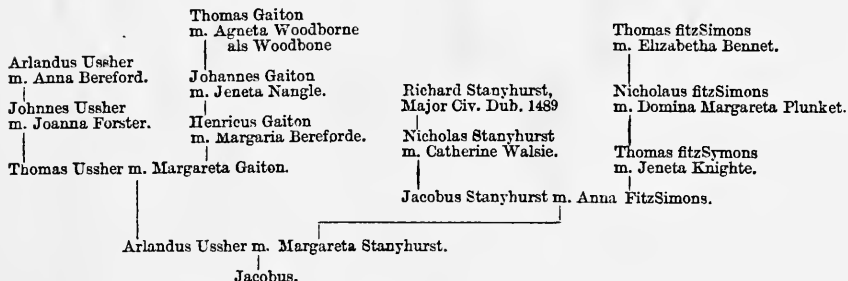 Thomas Gaiton
m. Agneta Woodborne
als Woodbone
Arlandus Ussher
m. Anna Bereford.
Johannes Gaiton
m. Jeneta Nangle.
Johnnes Ussher
m. Joanna Forster.
Henricus Gaiton
m. Margaria Bereforde.
Thomas Ussher m. Margareta Gaiton.
Richard Stanyhurst,
Major Civ. Dub. 1489
Nicholas Stanyhurst
m. Catherine Walsie.
Thomas fitzSimons
m. Elizabetha Bennet.
Nicholaus fitzSimons
m. Domina Margareta Plunket.
Thomas fitzSymons
m. Jeneta Knighte.
Jacobus Stanyhurst m. Anna FitzSimons.
Arlandus Ussher m. Margareta Stanyhurst.
Jacobus.